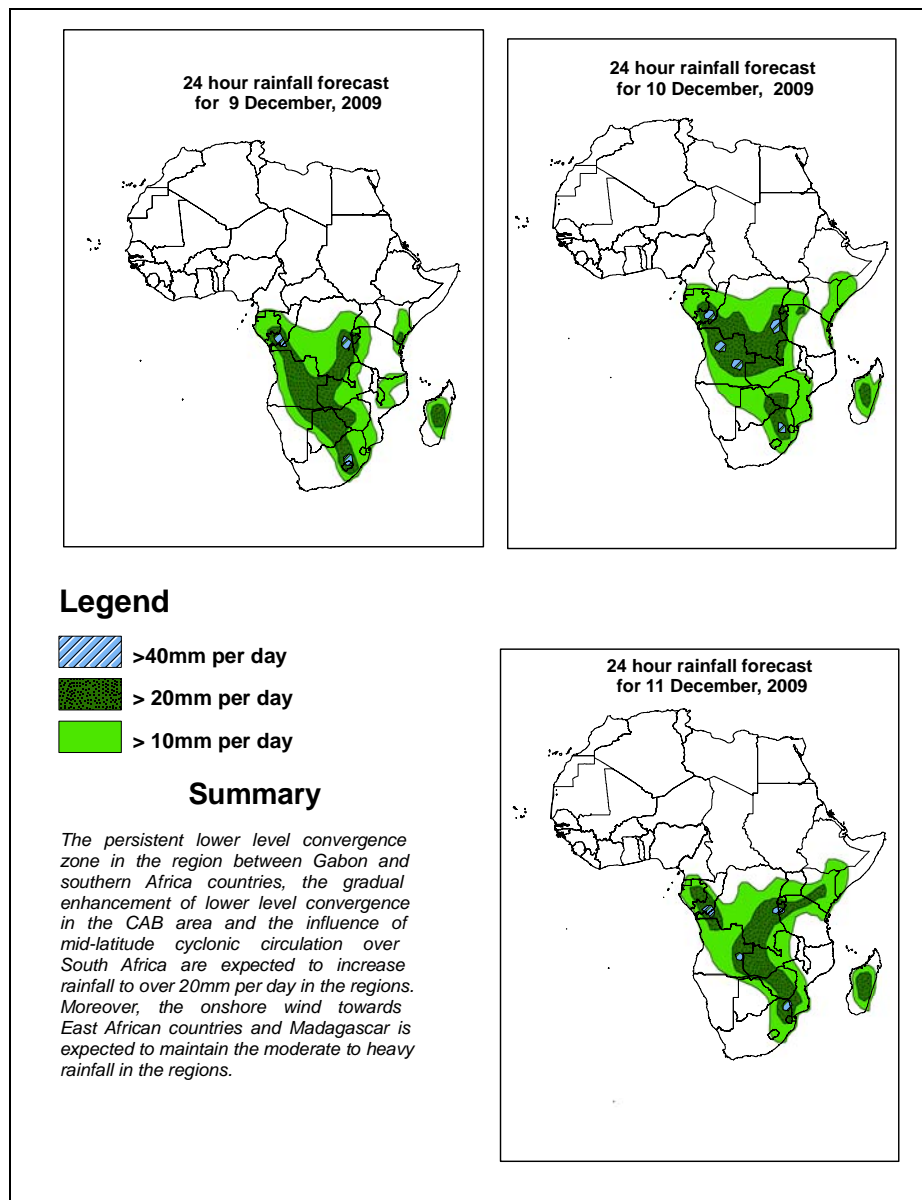 24 hour rainfall forecast
for 9 December, 2009
24 hour rainfall forecast
for 10 December, 2009
Legend
>40mm per day
> 20mm per day
> 10mm per day
Summary
The persistent lower level convergence
zone in the region between Gabon and
southern Africa countries, the gradual
enhancement of lower level convergence
in the CAB area and the influence of
mid-latitude cyclonic circulation over
South Africa are expected to increase
rainfall to over 20mm per day in the regions.
Moreover, the onshore wind towards
East African countries and Madagascar is
expected to maintain the moderate to heavy
rainfall in the regions.
24 hour rainfall forecast
for 11 December, 2009